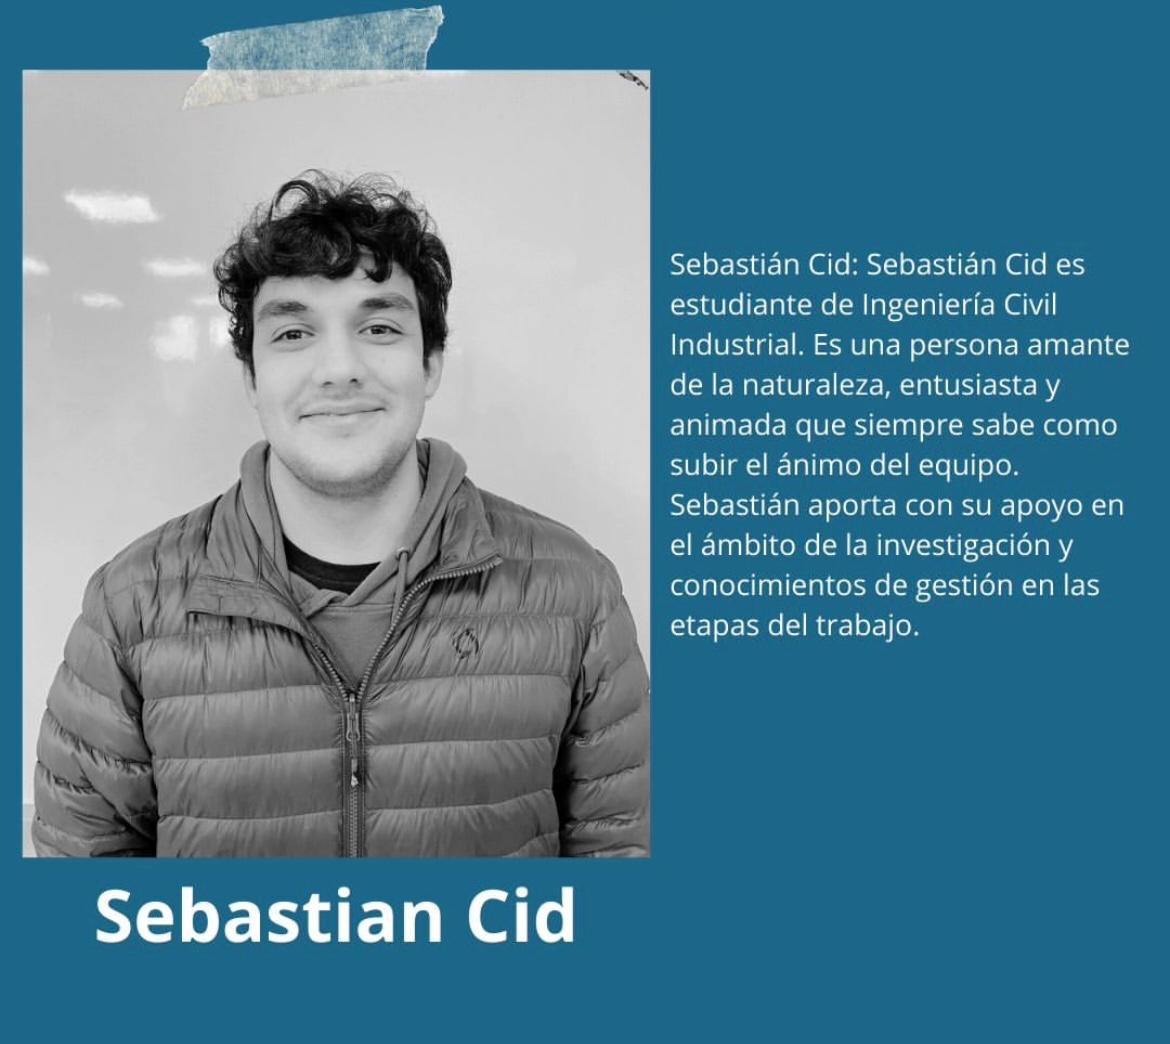 Sebastián Cid: Sebastián Cid es
estudiante de Ingeniería Civil
Industrial. Es una persona amante
de la naturaleza, entusiasta y
animada que siempre sabe como
subir el ánimo del equipo.
Sebastián aporta con su apoyo en
el ámbito de la investigación y
conocimientos de gestión en las
etapas del trabajo.
Sebastian Cid